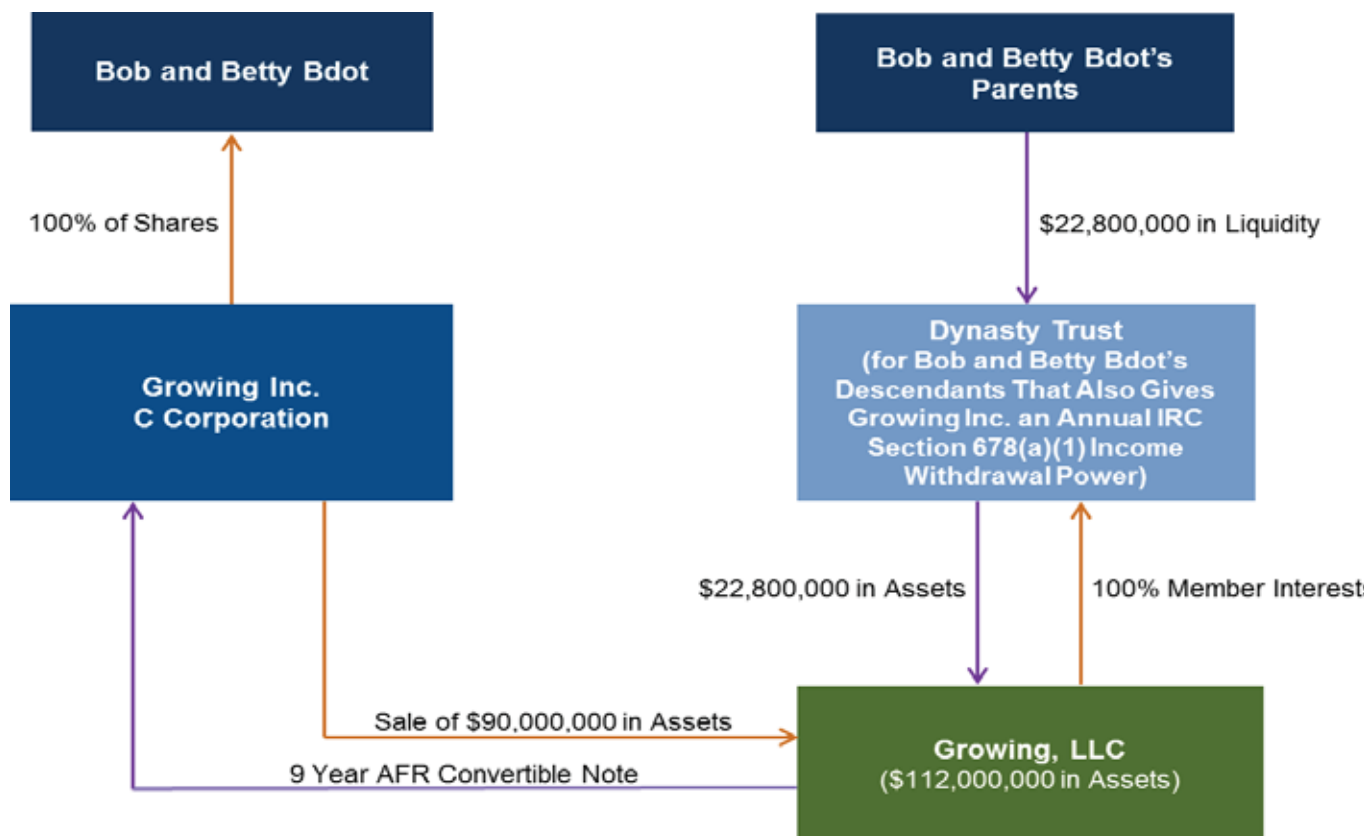 Bob and Betty Bdot
Bob and Betty Bdot's
Parents
100% of Shares
$22,800,000 in Liquidity
Growing Inc.
C Corporation
Dynasty Trust
(for Bob and Betty Bdot's
Descendants That Also Gives
Growing Inc. an Annual IRC
Section 678(a)(1) Income
Withdrawal Power)
$22,800,000 in Assets
100% Member Interests
Sale of $90,000,000 in Assets
9 Year AFR Convertible Note
Growing, LLC
($112,000,000 in Assets)